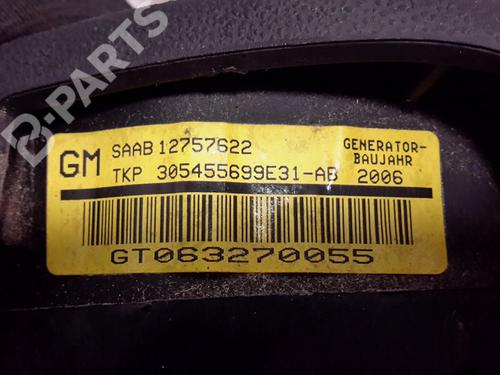 B-PARTS
GM SAAB 12757622 GENERATOR-
BAUJAHR
TKP 305455699E31-AB 2006
GT063270055